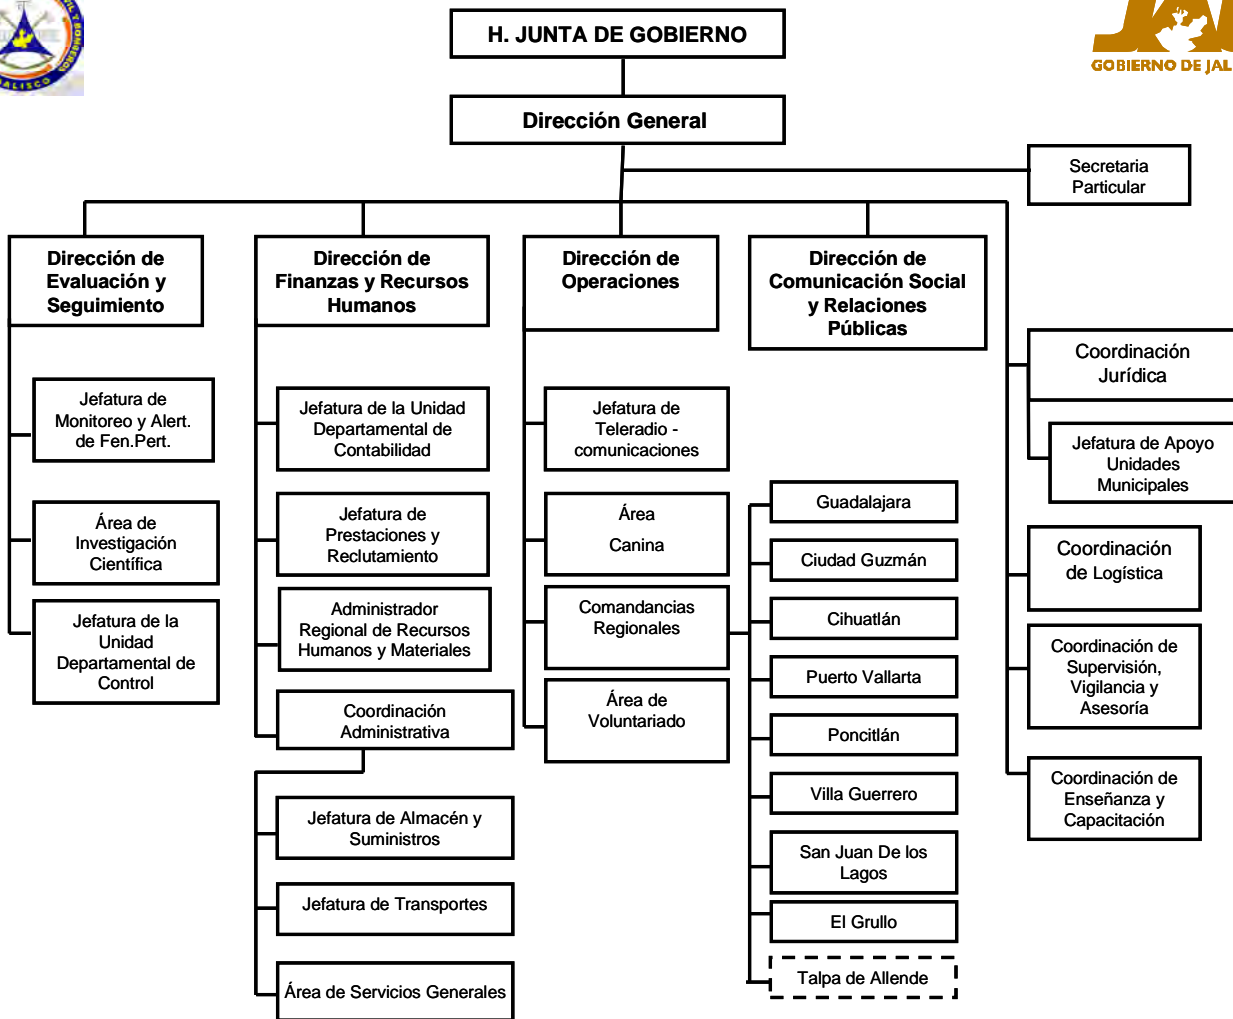 H. JUNTA DE GOBIERNO
GOBIERNO DE JAL
JALISCO
Dirección General
Secretaria
Particular
Dirección de
Evaluación y
Seguimiento
Dirección de
Finanzas y Recursos
Humanos
Dirección de
Operaciones
Dirección de
Comunicación Social
y Relaciones
Públicas
Coordinación
Jurídica
Jefatura de Apoyo
Unidades
Municipales
Coordinación
de Logística
Coordinación de
Supervisión,
Vigilancia y
Asesoría
Coordinación de
Enseñanza y
Capacitación
Jefatura de
Monitoreo y Alert.
de Fen.Pert.
Área de
Investigación
Científica
Jefatura de la
Unidad
Departamental de
Control
Jefatura de la Unidad
Departamental de
Contabilidad
Jefatura de
Prestaciones y
Reclutamiento
Administrador
Regional de Recursos
Humanos y Materiales
Coordinación
Administrativa
Jefatura de Almacén y
Suministros
Jefatura de Transportes
Área de Servicios Generales
Jefatura de
Teleradio -
comunicaciones
Área
Canina
Comandancias
Regionales
Área de
Voluntariado
Guadalajara
Ciudad Guzmán
Cihuatlán
Puerto Vallarta
Poncitlán
Villa Guerrero
San Juan De los
Lagos
El Grullo
Talpa de Allende